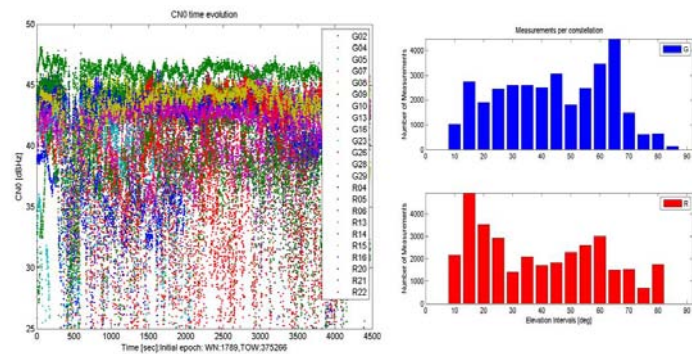 CN0 time evolution
50
45
40
35
30
25
CN0 [dBHz]
0 500 1000 1500 2000 2500 3000 3500 4000 4500
Time [sec]:Initial epoch: WN:1789,TOW:375266
G02
G04
G05
G07
G08
G09
G10
G13
G16
G23
G26
G28
G29
R04
R05
R06
R13
R14
R15
R16
R20
R21
R22
Measurements per constellation
G
Number of Measurements
4000
3000
2000
1000
0
0 10 20 30 40 50 60 70 80 90
R
Number of Measurements
4000
3000
2000
1000
0
0 10 20 30 40 50 60 70 80 90
Elevation Intervals [deg]